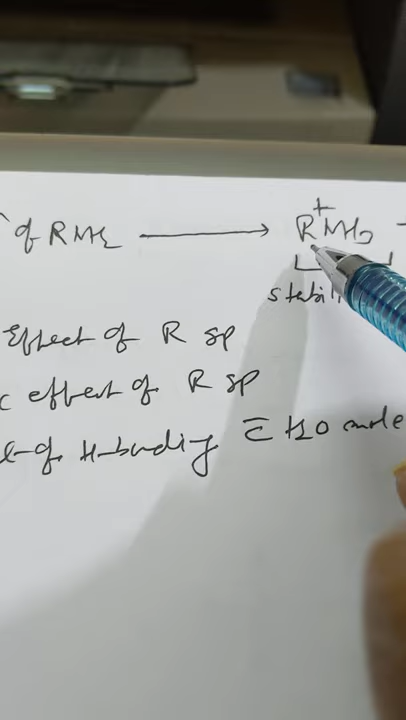 of RNH2 ⟶ R+NH3
stabili
Effect of R gp
c effect of R gp
of H-bonding c̄ H2O mole